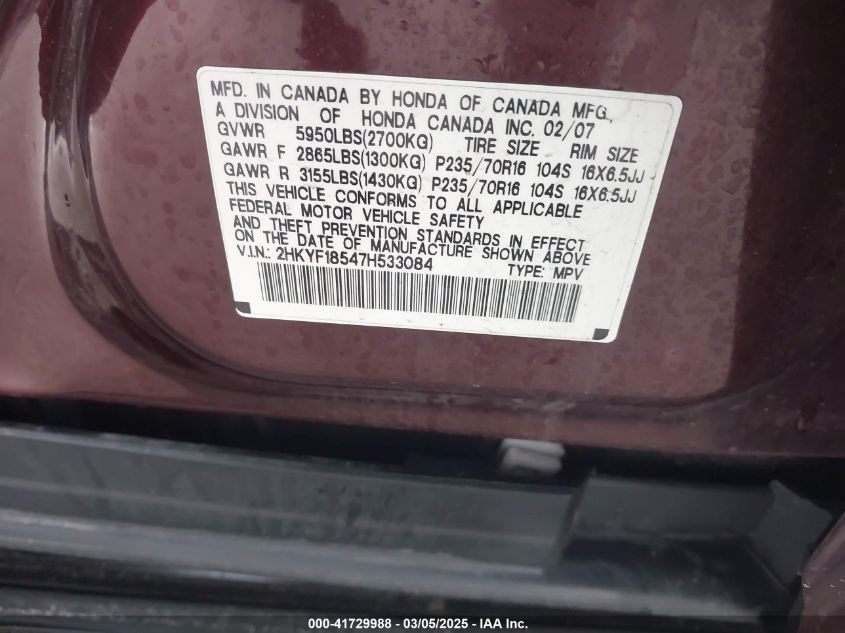 MFD. IN CANADA BY HONDA OF CANADA MFG.,
A DIVISION OF HONDA CANADA INC. 02/07
GVWR 5950LBS(2700KG) TIRE SIZE RIM SIZE
GAWR F 2865LBS(1300KG) P235/70R16 104S 16X6.5JJ
GAWR R 3155LBS(1430KG) P235/70R16 104S 16X6.5JJ
THIS VEHICLE CONFORMS TO ALL APPLICABLE
FEDERAL MOTOR VEHICLE SAFETY
AND THEFT PREVENTION STANDARDS IN EFFECT
ON THE DATE OF MANUFACTURE SHOWN ABOVE
V.I.N.: 2HKYF18547H533084 TYPE: MPV
000-41729988 - 03/05/2025 - IAA Inc.